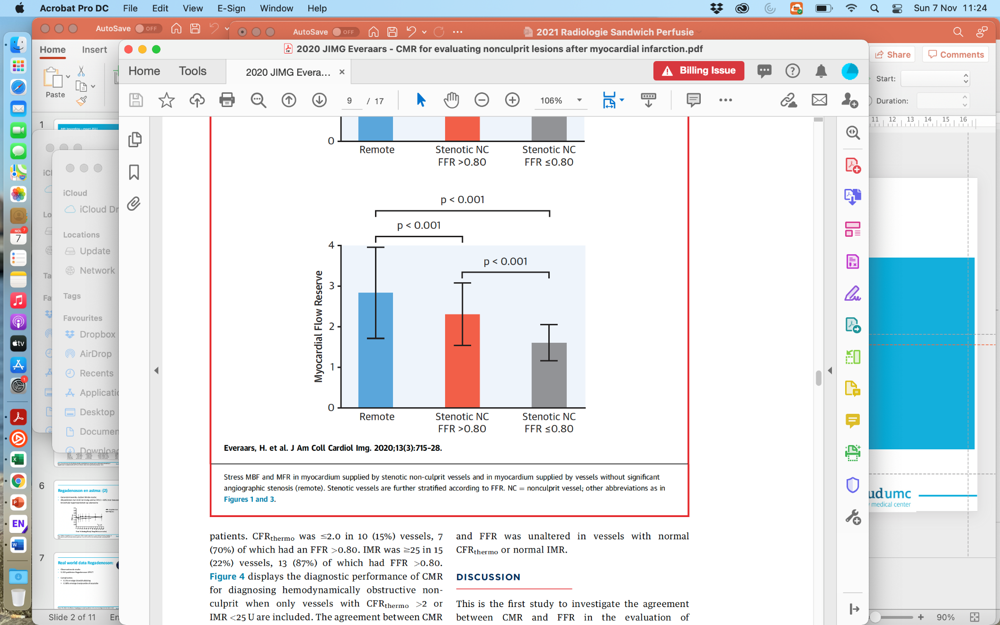 Acrobat Pro DC File Edit View E-Sign Window Help
Sun 7 Nov 11:24
AutoSave OFF
AutoSave OFF
2021 Radiologie Sandwich Perfusie
Home Insert
Paste
Share
Comments
Start:
Duration:
11 12 13 14 15 16
2020 JIMG Everaars - CMR for evaluating nonculprit lesions after myocardial infarction.pdf
Home Tools
2020 JIMG Evera... ×
Billing Issue
9 / 17
106%
1
iCloud
iCloud Dr
Locations
Update
Network
Tags
Favourites
Dropbox
AirDrop
Recents
Applicatic
Desktop
Documen
Downloac
iCl
Lo
Ta
Fa
NOV 7
7
tv
1
EN
0
Remote
Stenotic NC
FFR >0.80
Stenotic NC
FFR ≤0.80
p < 0.001
p < 0.001
p < 0.001
Myocardial Flow Reserve
4
3
2
1
0
Remote
Stenotic NC
FFR >0.80
Stenotic NC
FFR ≤0.80
Everaars, H. et al. J Am Coll Cardiol Img. 2020;13(3):715–28.
Stress MBF and MFR in myocardium supplied by stenotic non-culprit vessels and in myocardium supplied by vessels without significant
angiographic stenosis (remote). Stenotic vessels are further stratified according to FFR. NC = nonculprit vessel; other abbreviations as in
Figures 1 and 3.
patients. CFRthermo was ≤2.0 in 10 (15%) vessels, 7
(70%) of which had an FFR >0.80. IMR was ≥25 in 15
(22%) vessels, 13 (87%) of which had FFR >0.80.
Figure 4 displays the diagnostic performance of CMR
for diagnosing hemodynamically obstructive non-
culprit when only vessels with CFRthermo >2 or
IMR <25 U are included. The agreement between CMR
and FFR was unaltered in vessels with normal
CFRthermo or normal IMR.
DISCUSSION
This is the first study to investigate the agreement
between CMR and FFR in the evaluation of
6
Regadenoson en astma: (2)
7
Real world data Regadenoson:
Slide 2 of 11 En
udumc
medical center
90%